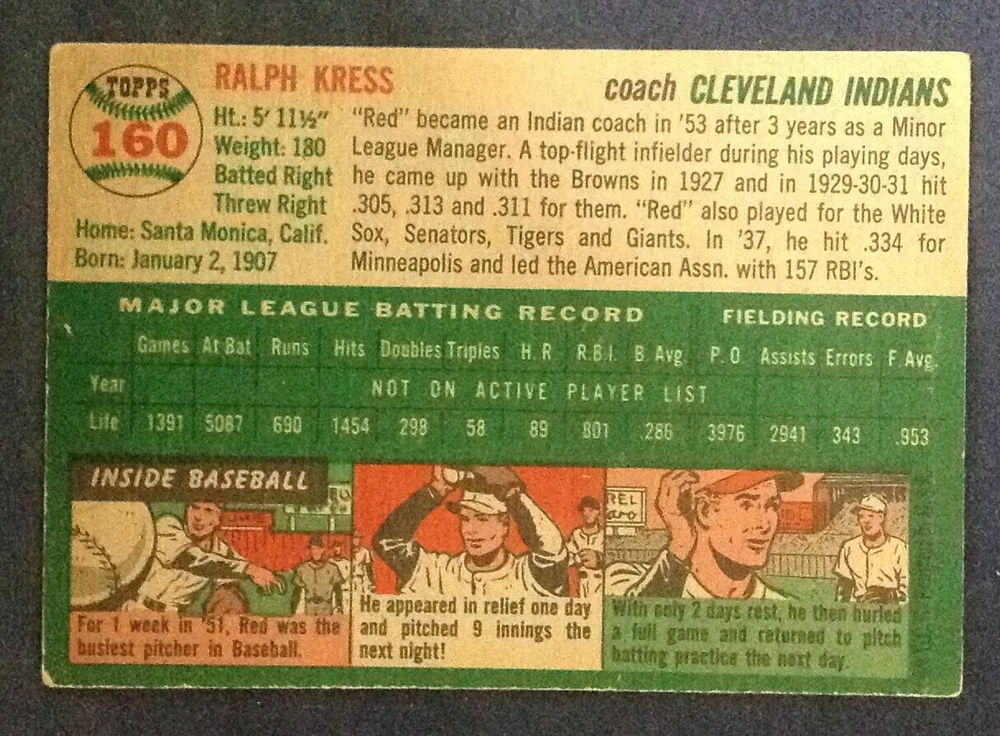 TOPPS
160
RALPH KRESS
coach CLEVELAND INDIANS
Ht.: 5' 11½"
Weight: 180
Batted Right
Threw Right
Home: Santa Monica, Calif.
Born: January 2, 1907
"Red" became an Indian coach in '53 after 3 years as a Minor
League Manager. A top-flight infielder during his playing days,
he came up with the Browns in 1927 and in 1929-30-31 hit
.305, .313 and .311 for them. "Red" also played for the White
Sox, Senators, Tigers and Giants. In '37, he hit .334 for
Minneapolis and led the American Assn. with 157 RBI's.
MAJOR LEAGUE BATTING RECORD FIELDING RECORD
Games At Bat Runs Hits Doubles Triples H.R. R.B.I. B. Avg. P.O. Assists Errors F. Avg.
Year NOT ON ACTIVE PLAYER LIST
Life 1391 5087 690 1454 298 58 89 801 .286 3976 2941 343 .953
INSIDE BASEBALL
For 1 week in '51, Red was the
busiest pitcher in Baseball.
He appeared in relief one day
and pitched 9 innings the
next night!
REL
With only 2 days rest, he then hurled
a full game and returned to pitch
batting practice the next day.